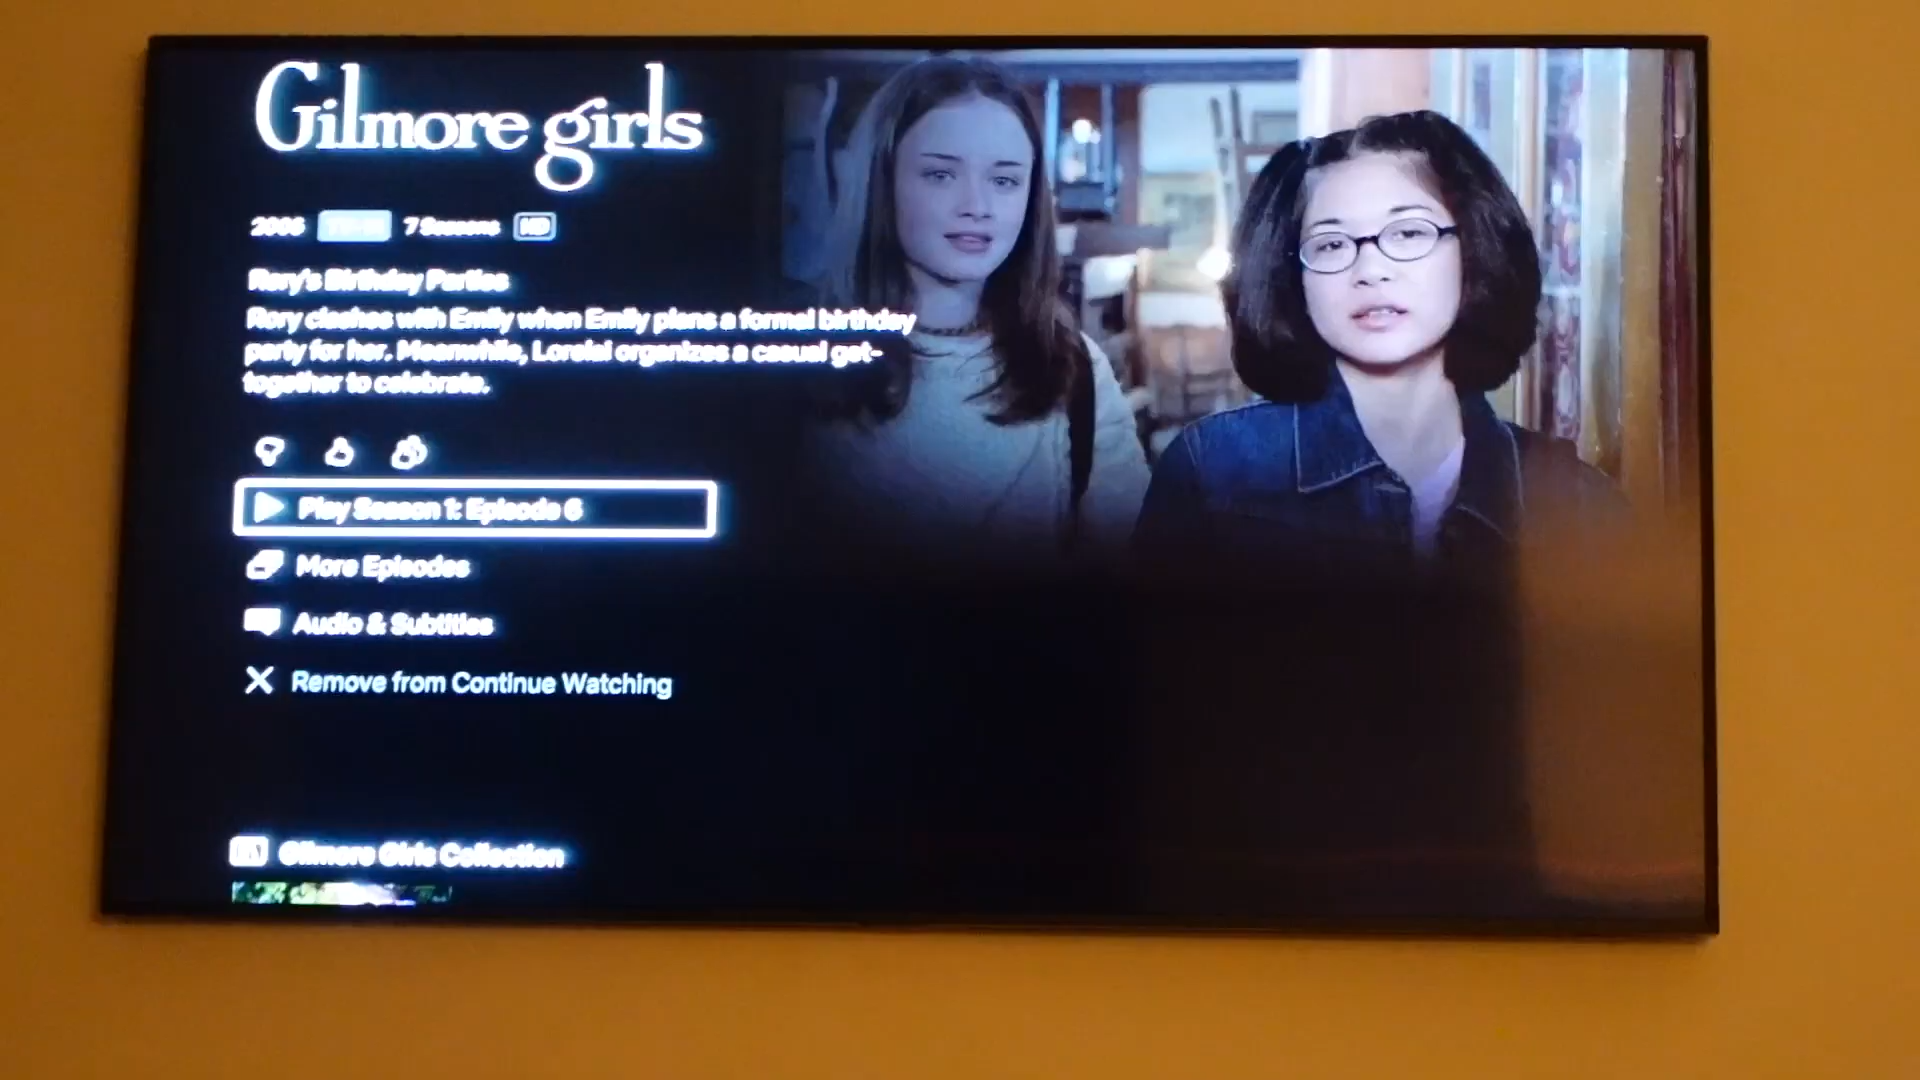 Gilmore girls
2006 7 Seasons HD
Rory's Birthday Parties
Rory clashes with Emily when Emily plans a formal birthday
party for her. Meanwhile, Lorelai organizes a casual get-
together to celebrate.
Play Season 1: Episode 6
More Episodes
Audio & Subtitles
Remove from Continue Watching
Gilmore Girls Collection